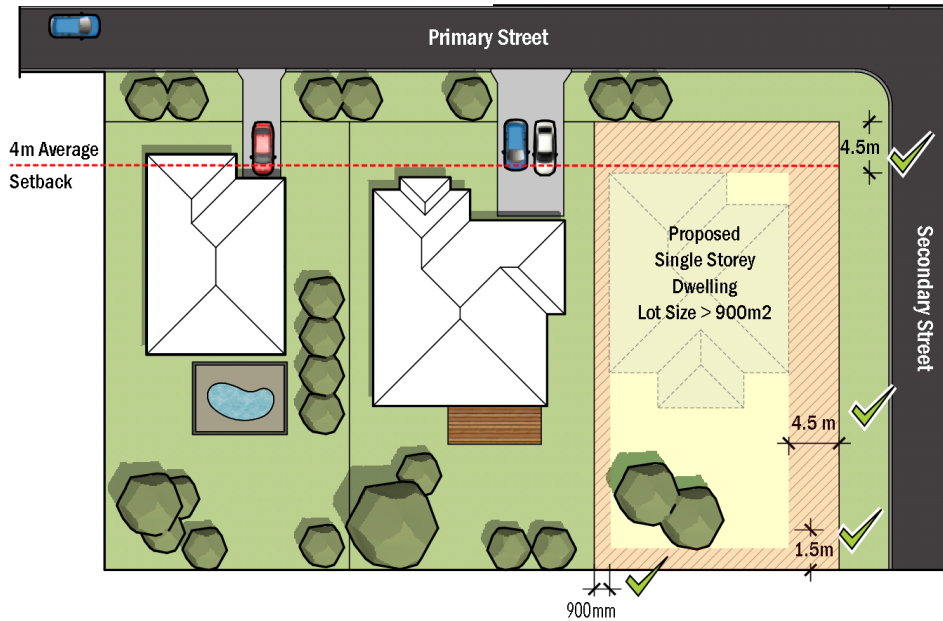 Primary Street
4m Average
Setback
4.5m
Proposed
Single Storey
Dwelling
Lot Size > 900m2
Secondary Street
4.5 m
1.5m
900mm